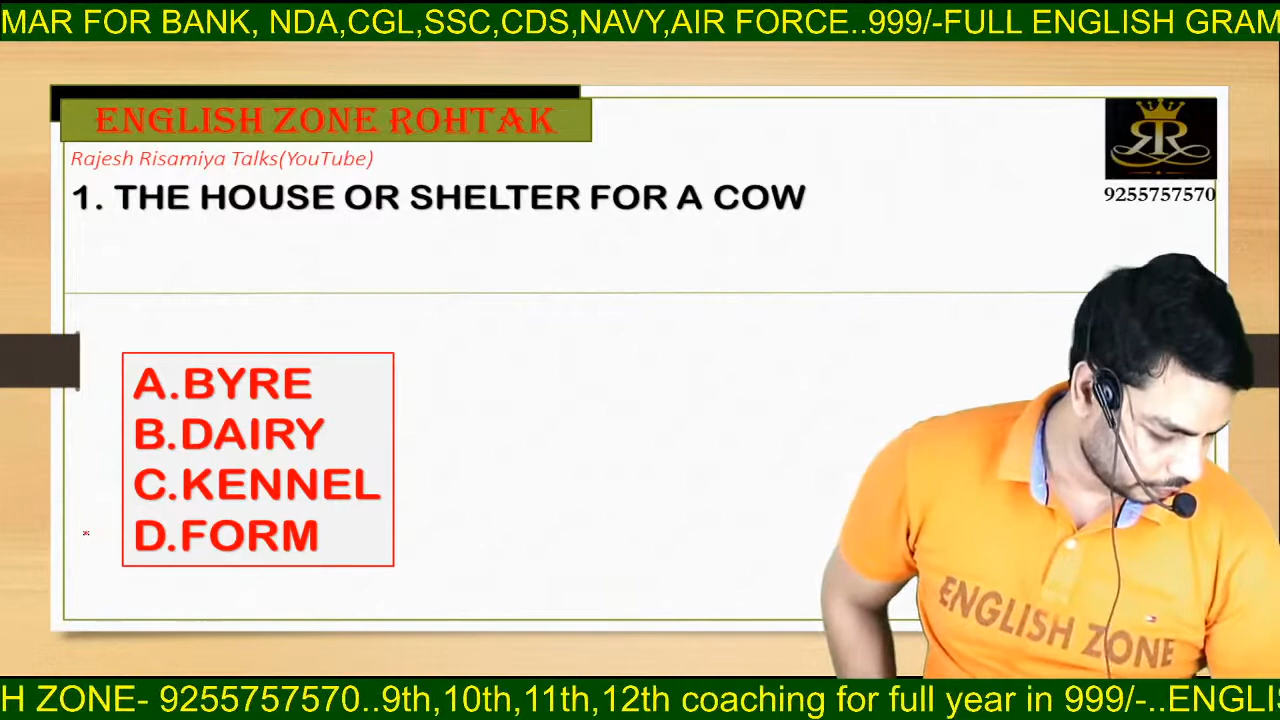 MAR FOR BANK, NDA,CGL,SSC,CDS,NAVY,AIR FORCE..999/-FULL ENGLISH GRAM
ENGLISH ZONE ROHTAK
Rajesh Risamiya Talks(YouTube)
RR
9255757570
1. THE HOUSE OR SHELTER FOR A COW
A.BYRE
B.DAIRY
C.KENNEL
D.FORM
ENGLISH ZONE
H ZONE- 9255757570..9th,10th,11th,12th coaching for full year in 999/-..ENGLI